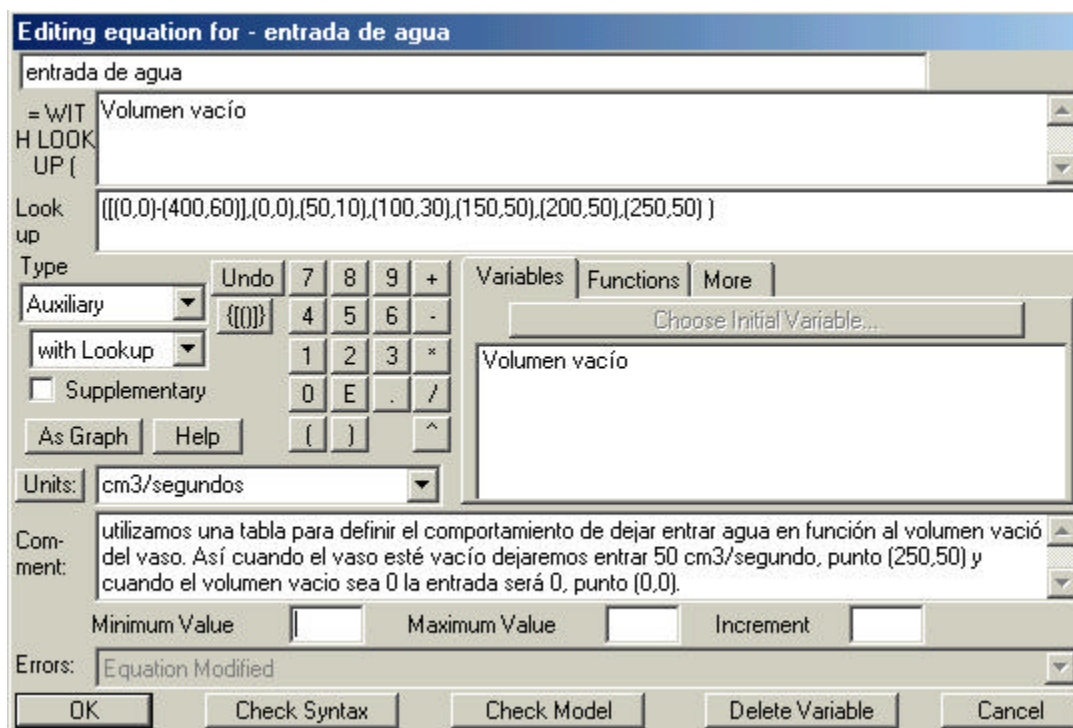 Editing equation for - entrada de agua
entrada de agua
= WIT
H LOOK
UP (
Volumen vacío
Look
up
([(0,0)-(400,60)],(0,0),(50,10),(100,30),(150,50),(200,50),(250,50) )
Type
Auxiliary
with Lookup
Supplementary
As Graph Help
Undo 7 8 9 +
{[()]} 4 5 6 -
1 2 3 *
0 E . /
( ) ^
Variables Functions More
Choose Initial Variable...
Volumen vacío
Units: cm3/segundos
Com-
ment:
utilizamos una tabla para definir el comportamiento de dejar entrar agua en función al volumen vació
del vaso. Así cuando el vaso esté vacío dejaremos entrar 50 cm3/segundo, punto (250,50) y
cuando el volumen vacio sea 0 la entrada será 0, punto (0,0).
Minimum Value Maximum Value Increment
Errors: Equation Modified
OK Check Syntax Check Model Delete Variable Cancel